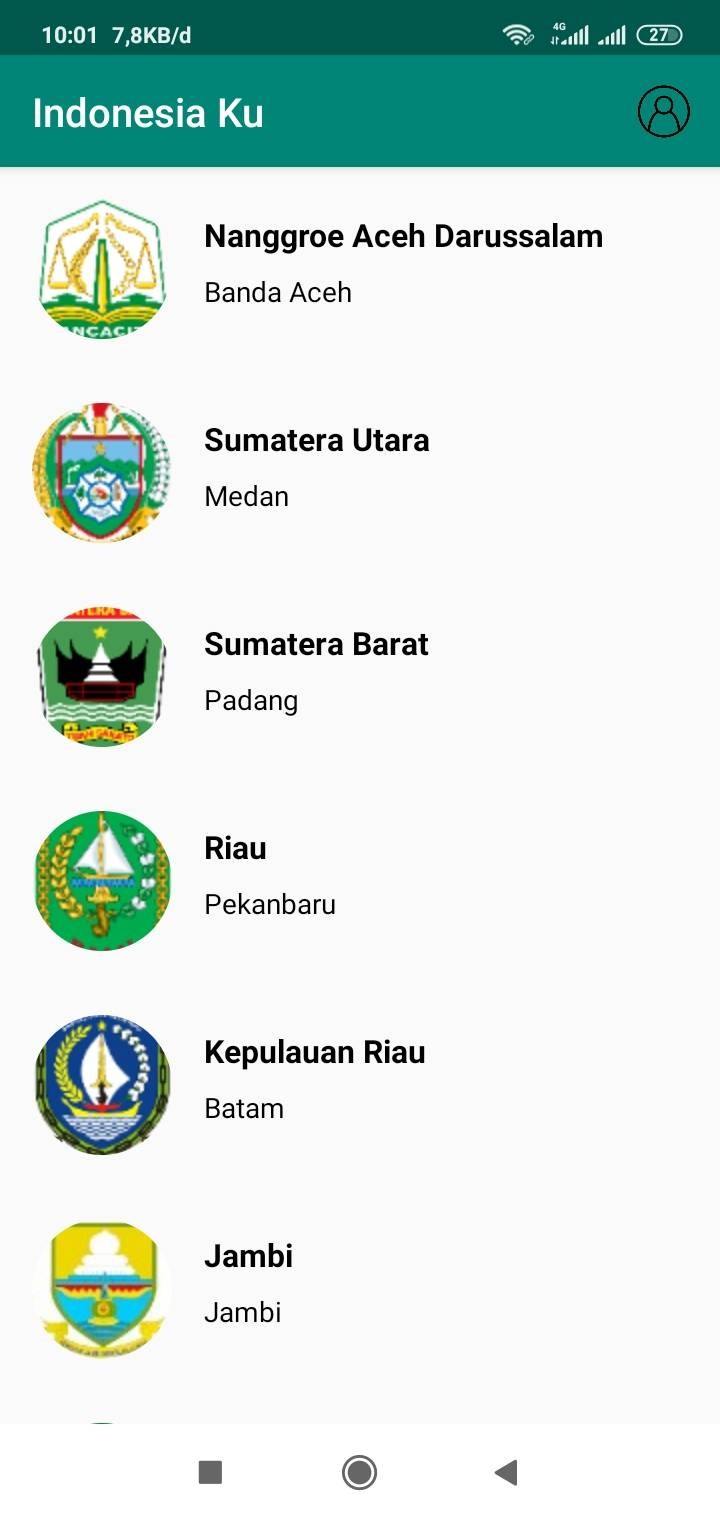 10:01 7,8KB/d 4G 27
Indonesia Ku
Nanggroe Aceh Darussalam
Banda Aceh
Sumatera Utara
Medan
Sumatera Barat
Padang
Riau
Pekanbaru
Kepulauan Riau
Batam
Jambi
Jambi